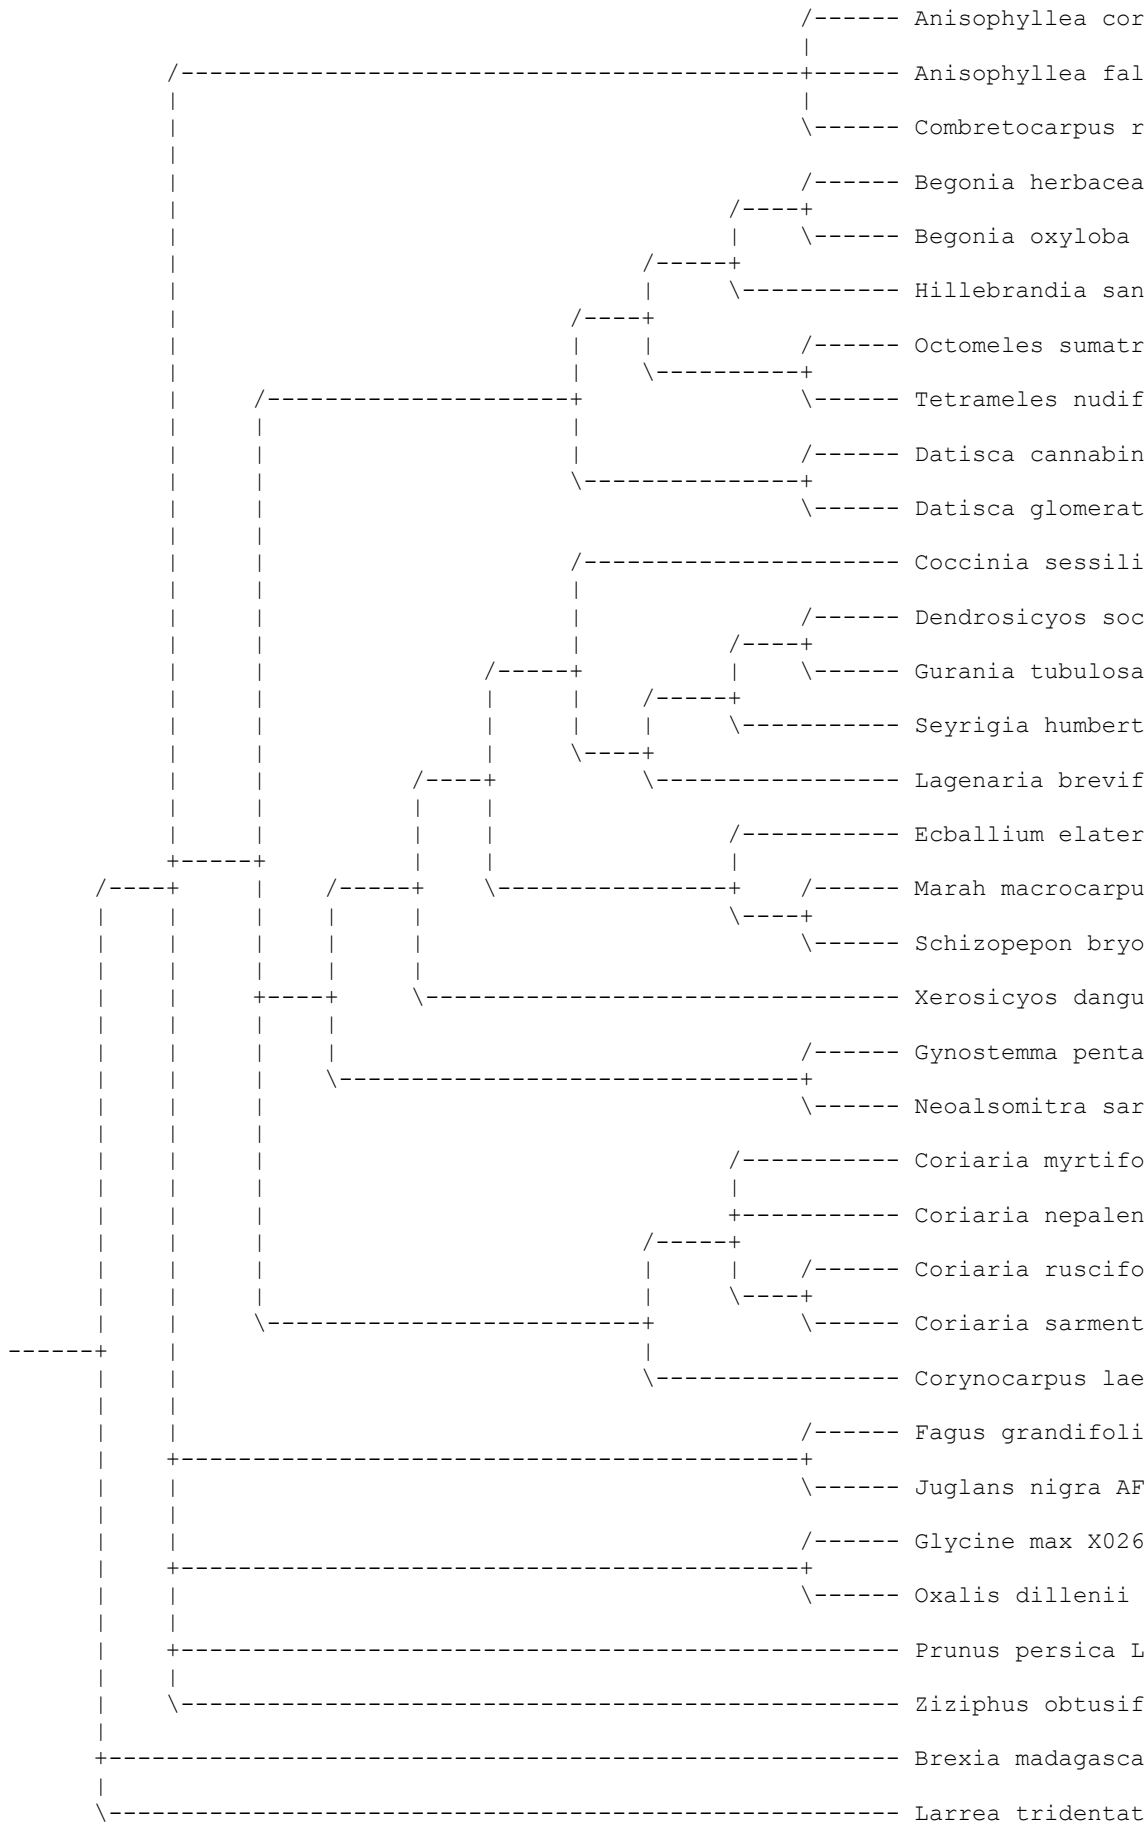 Anisophyllea cor
Anisophyllea fal
Combretocarpus r
Begonia herbacea
Begonia oxyloba
Hillebrandia san
Octomeles sumatr
Tetrameles nudif
Datisca cannabin
Datisca glomerat
Coccinia sessili
Dendrosicyos soc
Gurania tubulosa
Seyrigia humbert
Lagenaria brevif
Ecballium elater
Marah macrocarpu
Schizopepon bryo
Xerosicyos dangu
Gynostemma penta
Neoalsomitra sar
Coriaria myrtifo
Coriaria nepalen
Coriaria ruscifo
Coriaria sarment
Corynocarpus lae
Fagus grandifoli
Juglans nigra AF
Glycine max X026
Oxalis dillenii
Prunus persica L
Ziziphus obtusif
Brexia madagasca
Larrea tridentat